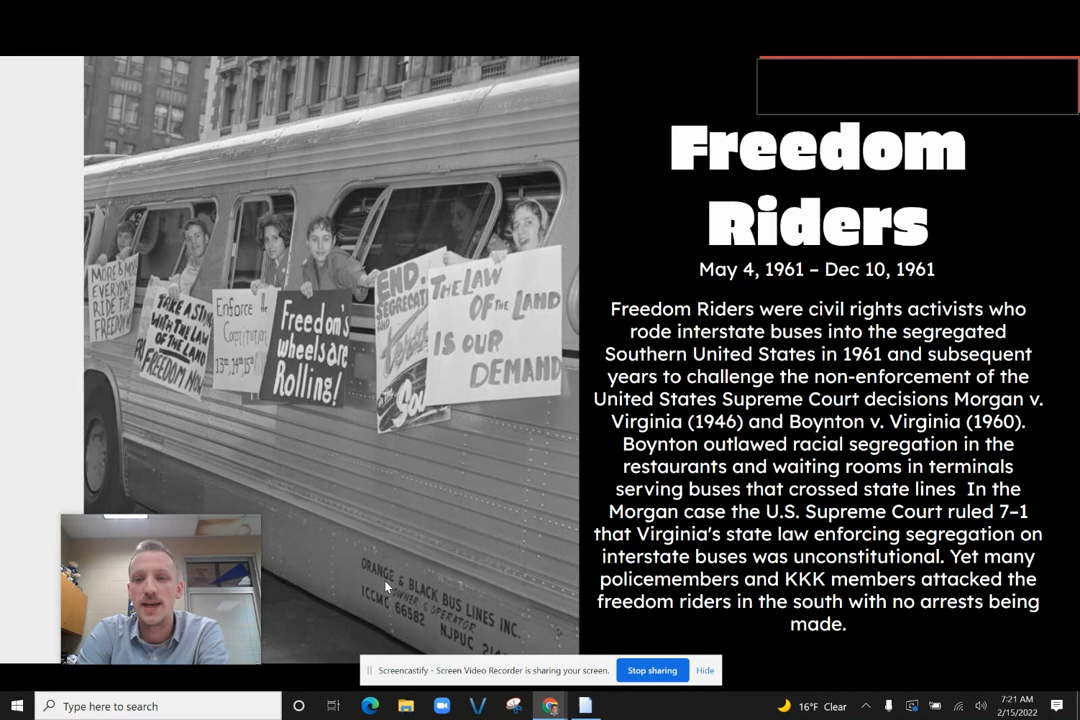 Freedom
Riders
May 4, 1961 – Dec 10, 1961
Freedom Riders were civil rights activists who
rode interstate buses into the segregated
Southern United States in 1961 and subsequent
years to challenge the non-enforcement of the
United States Supreme Court decisions Morgan v.
Virginia (1946) and Boynton v. Virginia (1960).
Boynton outlawed racial segregation in the
restaurants and waiting rooms in terminals
serving buses that crossed state lines  In the
Morgan case the U.S. Supreme Court ruled 7–1
that Virginia's state law enforcing segregation on
interstate buses was unconstitutional. Yet many
policemembers and KKK members attacked the
freedom riders in the south with no arrests being
made.
MORE & MORE
EVERYDAY
RIDE THE
FREEDOM
TAKE A STAND
WITH THE LAW
OF THE LAND
FREEDOM NOW
Enforce the
Constitution
13th, 14th, 15th
Freedom's
wheels are
Rolling!
END
SEGREGATION
AND
THE LAW
OF THE LAND
IS OUR
DEMAND
ORANGE & BLACK BUS LINES INC.
OWNER & OPERATOR
ICCMC 66582
NJPUC
Screencastify - Screen Video Recorder is sharing your screen.
Stop sharing
Hide
Type here to search
16°F Clear
7:21 AM
2/15/2022